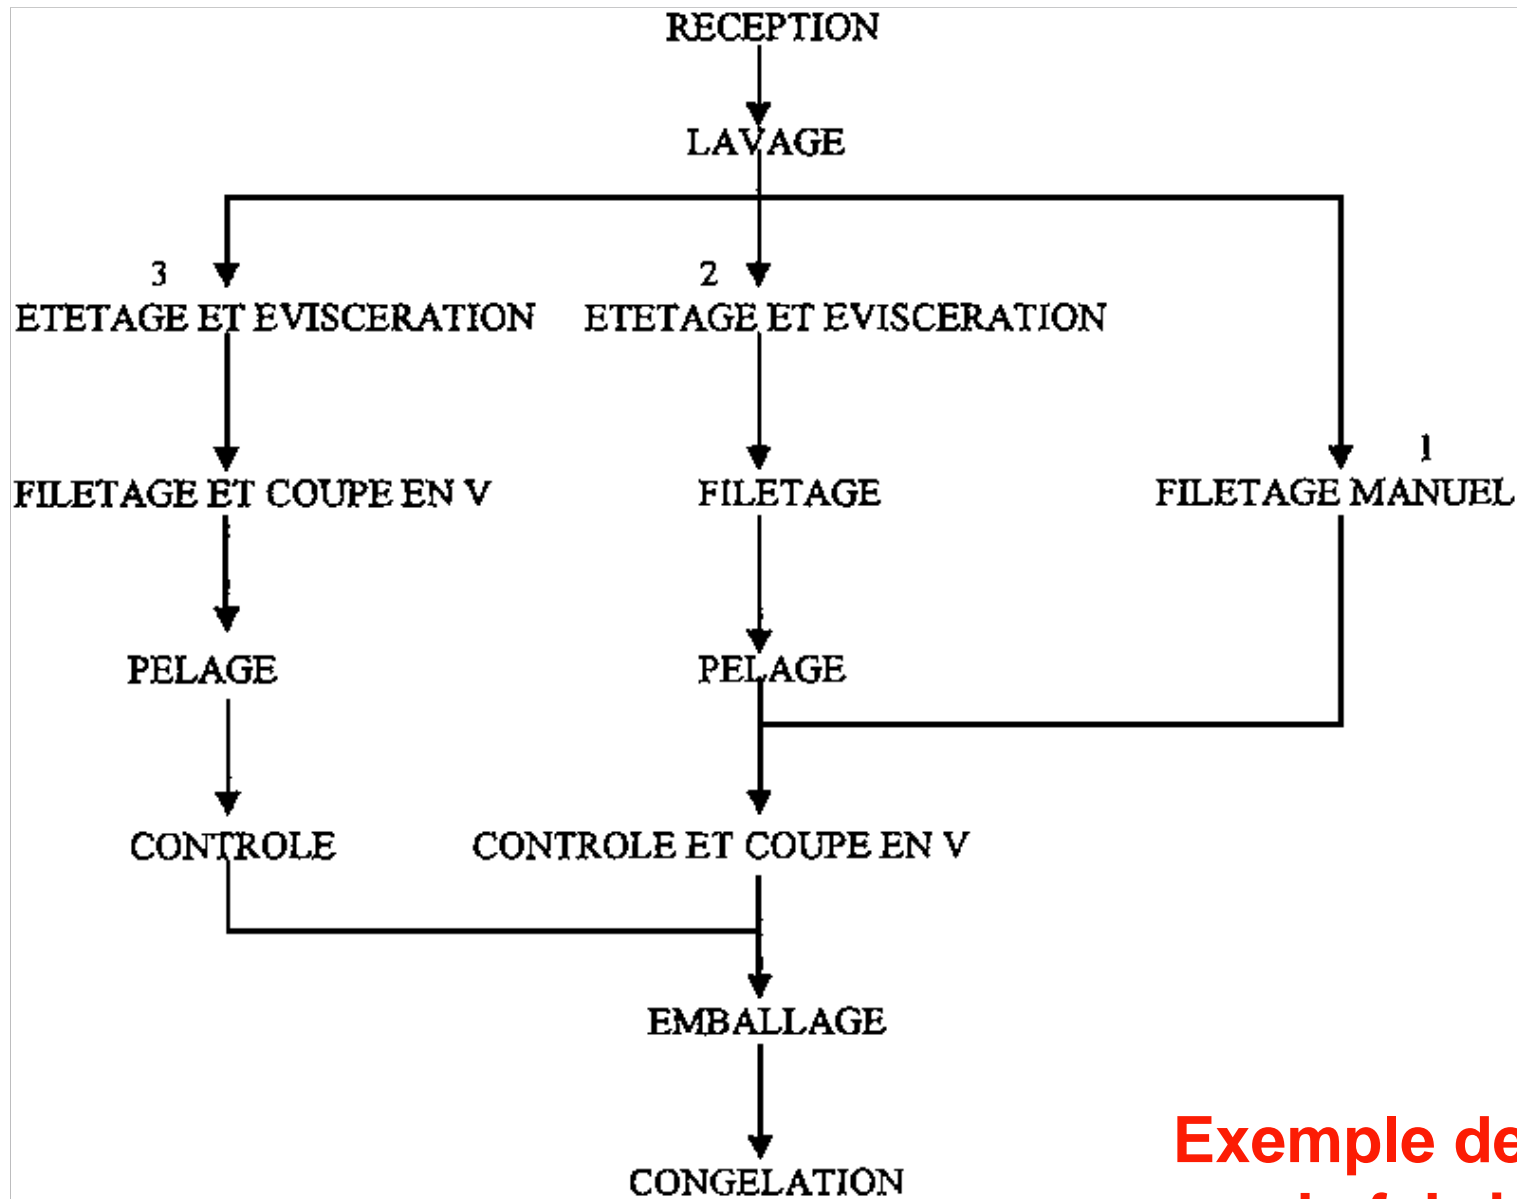 RECEPTION
LAVAGE
3
2
ETETAGE ET EVISCERATION
ETETAGE ET EVISCERATION
1
FILETAGE ET COUPE EN V
FILETAGE
FILETAGE MANUEL
PELAGE
PELAGE
CONTROLE
CONTROLE ET COUPE EN V
EMBALLAGE
Exemple de
CONGELATION